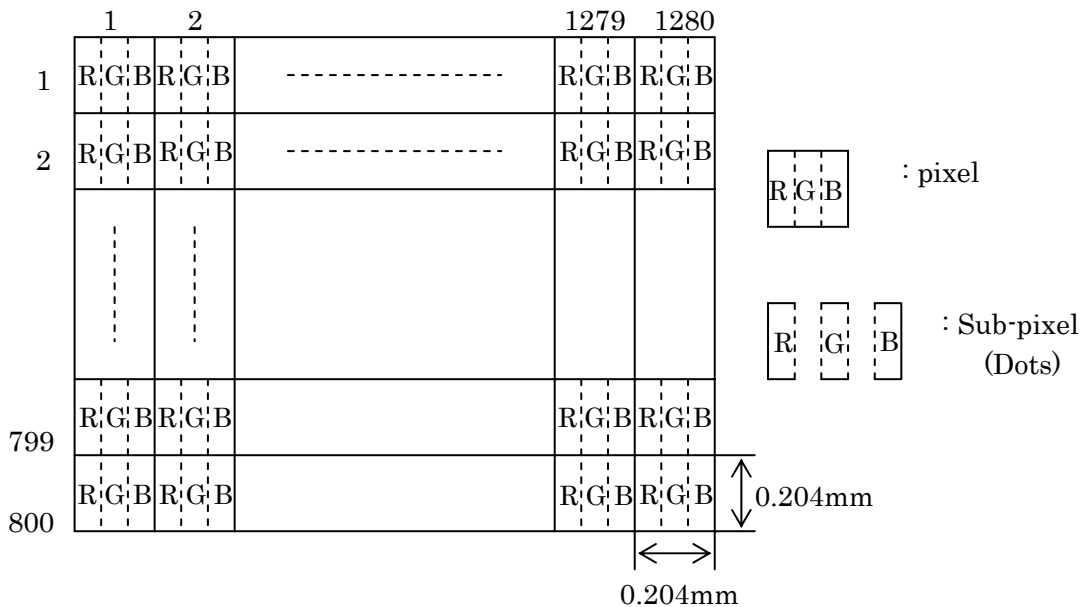 1 2 1279 1280
1 R G B R G B R G B R G B
2 R G B R G B R G B R G B
R G B : pixel
R G B : Sub-pixel
(Dots)
799 R G B R G B R G B R G B
800 R G B R G B R G B R G B
0.204mm
0.204mm